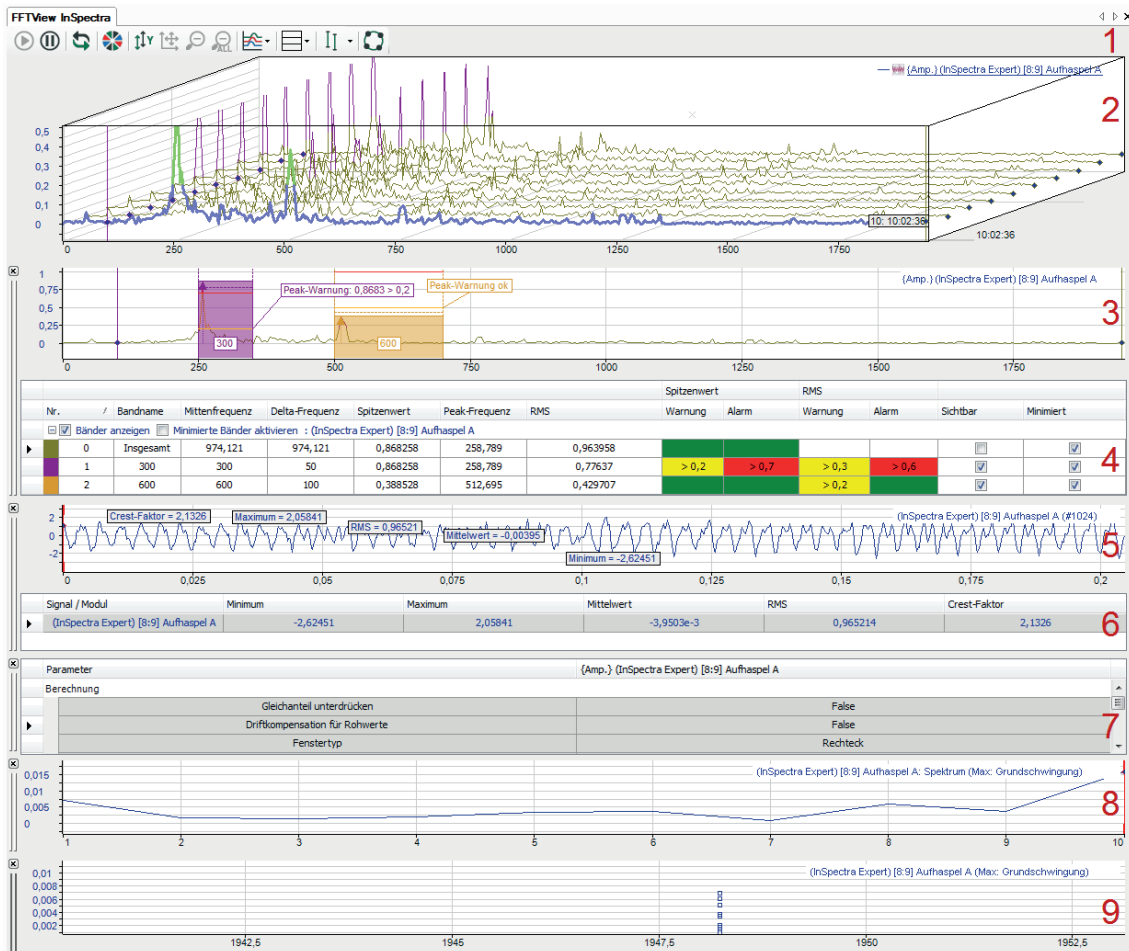 FFTView InSpectra
Y ALL 1
{Amp.} (InSpectra Expert) [8:9] Aufhaspel A
2
0,5
0,4
0,3
0,2
0,1
0
250 500
10: 10:02:36
10:02:36
0 250 500 750 1000 1250 1500 1750
{Amp.} (InSpectra Expert) [8:9] Aufhaspel A
3
1
0,75
0,5
0,25
0
Peak-Warnung: 0,8683 > 0,2
Peak-Warnung ok
300 600
0 250 500 750 1000 1250 1500 1750
Spitzenwert RMS
Nr. / Bandname Mittenfrequenz Delta-Frequenz Spitzenwert Peak-Frequenz RMS Warnung Alarm Warnung Alarm Sichtbar Minimiert
Bänder anzeigen Minimierte Bänder aktivieren : (InSpectra Expert) [8:9] Aufhaspel A
4
0 Insgesamt 974,121 974,121 0,868258 258,789 0,963958
1 300 300 50 0,868258 258,789 0,77637 > 0,2 > 0,7 > 0,3 > 0,6
2 600 600 100 0,388528 512,695 0,429707 > 0,2
(InSpectra Expert) [8:9] Aufhaspel A (#1024)
5
2
0
-2
Crest-Faktor = 2,1326
Maximum = 2,05841
RMS = 0,96521
Mittelwert = -0,00395
Minimum = -2,62451
0 0,025 0,05 0,075 0,1 0,125 0,15 0,175 0,2
Signal / Modul Minimum Maximum Mittelwert RMS Crest-Faktor
(InSpectra Expert) [8:9] Aufhaspel A -2,62451 2,05841 -3,9503e-3 0,965214 2,1326
6
Parameter {Amp.} (InSpectra Expert) [8:9] Aufhaspel A
Berechnung
Gleichanteil unterdrücken False
Driftkompensation für Rohwerte False
7
Fenstertyp Rechteck
(InSpectra Expert) [8:9] Aufhaspel A: Spektrum (Max: Grundschwingung)
8
0,015
0,005
0
1 2 3 4 5 6 7 8 9 10
(InSpectra Expert) [8:9] Aufhaspel A (Max: Grundschwingung)
9
0,01
0,008
0,006
0,004
0,002
1942,5 1945 1947,5 1950 1952,5